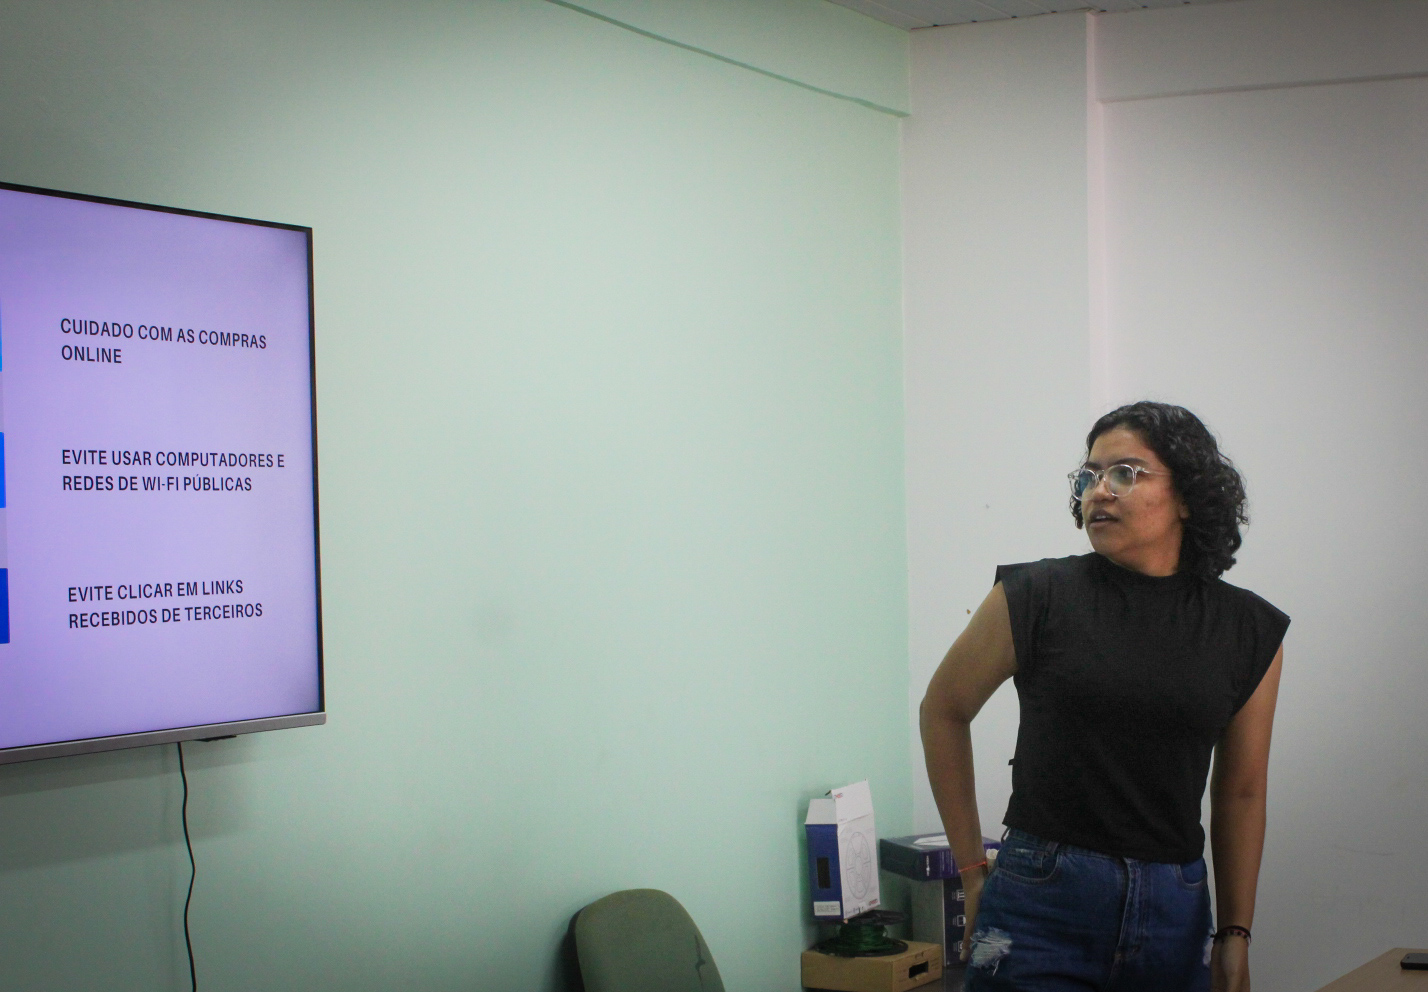 CUIDADO COM AS COMPRAS
ONLINE
EVITE USAR COMPUTADORES E
REDES DE WI-FI PÚBLICAS
EVITE CLICAR EM LINKS
RECEBIDOS DE TERCEIROS